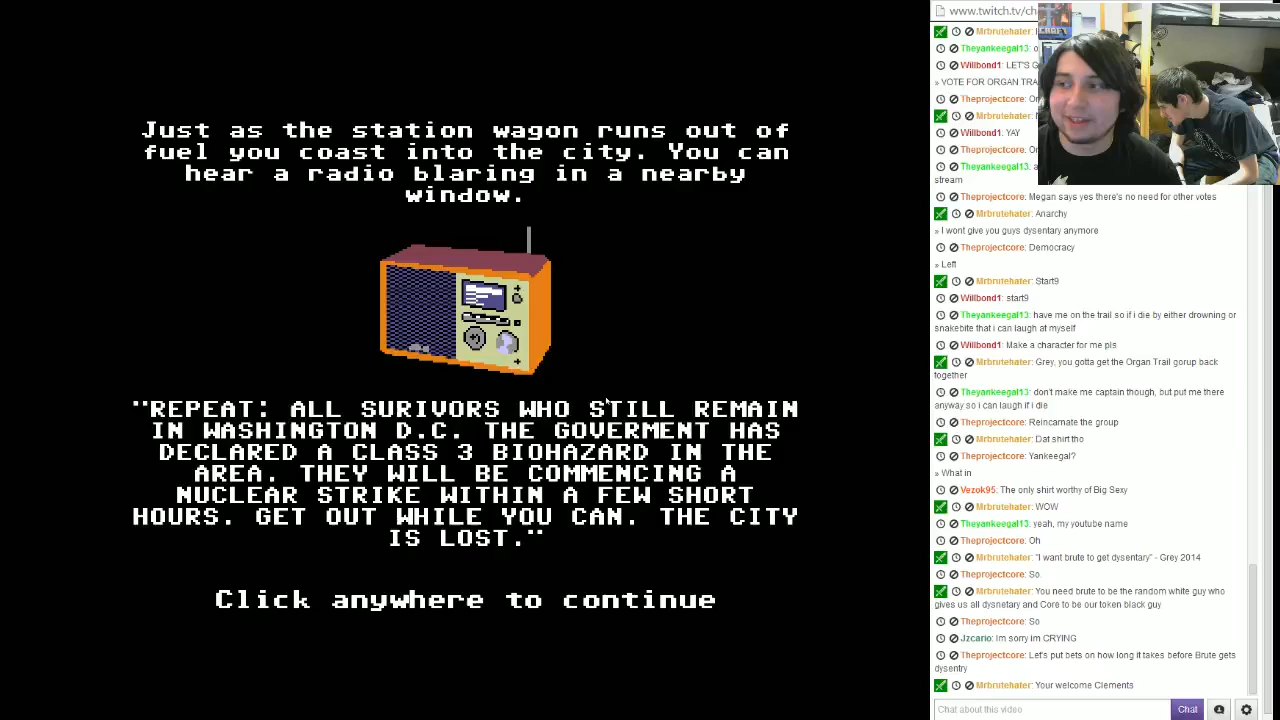 Just as the station wagon runs out of
fuel you coast into the city. You can
hear a radio blaring in a nearby
window.
"REPEAT: ALL SURIVORS WHO STILL REMAIN
IN WASHINGTON D.C. THE GOVERMENT HAS
DECLARED A CLASS 3 BIOHAZARD IN THE
AREA. THEY WILL BE COMMENCING A
NUCLEAR STRIKE WITHIN A FEW SHORT
HOURS. GET OUT WHILE YOU CAN. THE CITY
IS LOST."
Click anywhere to continue
www.twitch.tv/ch
Mrbrutehater:
Theyankeegal13:
Willbond1: LET'S G
» VOTE FOR ORGAN TRA
Theprojectcore:
Mrbrutehater:
Willbond1: YAY
Theprojectcore:
Theyankeegal13:
stream
Theprojectcore: Megan says yes there's no need for other votes
Mrbrutehater: Anarchy
» I wont give you guys dysentary anymore
Theprojectcore: Democracy
» Left
Mrbrutehater: Start9
Willbond1: start9
Theyankeegal13: have me on the trail so if i die by either drowning or
snakebite that i can laugh at myself
Willbond1: Make a character for me pls
Mrbrutehater: Grey, you gotta get the Organ Trail gorup back
together
Theyankeegal13: don't make me captain though, but put me there
anyway so i can laugh if i die
Theprojectcore: Reincarnate the group
Mrbrutehater: Dat shirt tho
Theprojectcore: Yankeegal?
» What in
Vezok95: The only shirt worthy of Big Sexy
Mrbrutehater: WOW
Theyankeegal13: yeah, my youtube name
Theprojectcore: Oh
Mrbrutehater: "I want brute to get dysentary" - Grey 2014
Theprojectcore: So.
Mrbrutehater: You need brute to be the random white guy who
gives us all dysnetary and Core to be our token black guy
Theprojectcore: So
Jzcario: Im sorry im CRYING
Theprojectcore: Let's put bets on how long it takes before Brute gets
dysentry
Mrbrutehater: Your welcome Clements
Chat about this video
Chat